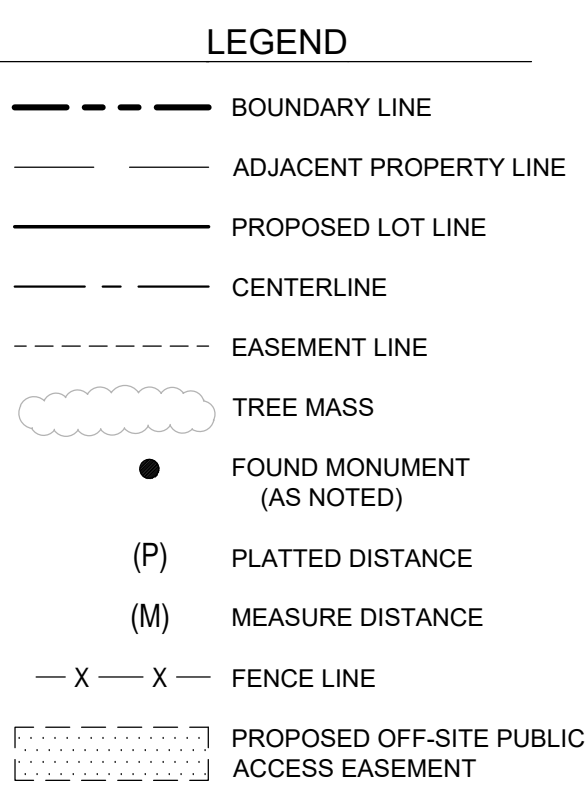 LEGEND
BOUNDARY LINE
ADJACENT PROPERTY LINE
PROPOSED LOT LINE
CENTERLINE
EASEMENT LINE
TREE MASS
FOUND MONUMENT
(AS NOTED)
(P) PLATTED DISTANCE
(M) MEASURE DISTANCE
X X FENCE LINE
PROPOSED OFF-SITE PUBLIC
ACCESS EASEMENT